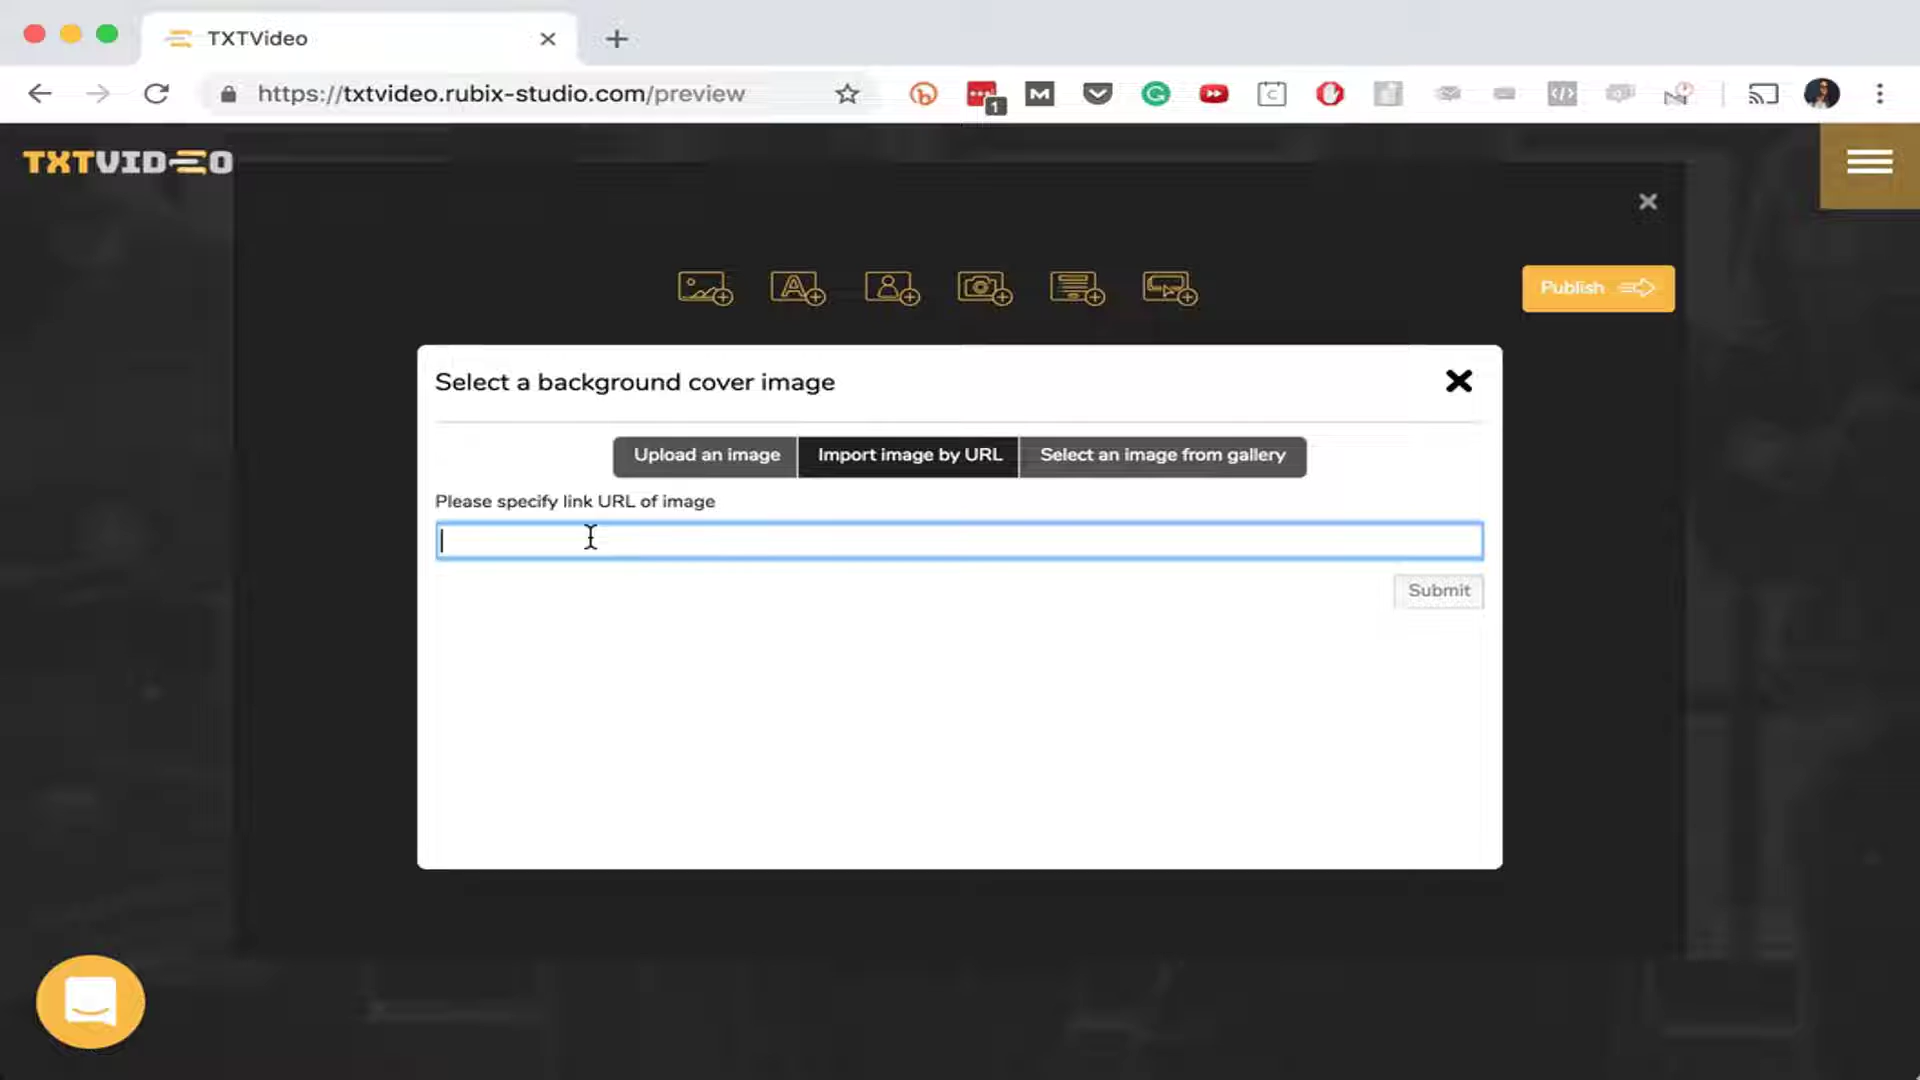 TXTVideo
https://txtvideo.rubix-studio.com/preview
1
TXTVIDEO
Publish
Select a background cover image
Upload an image
Import image by URL
Select an image from gallery
Please specify link URL of image
Submit